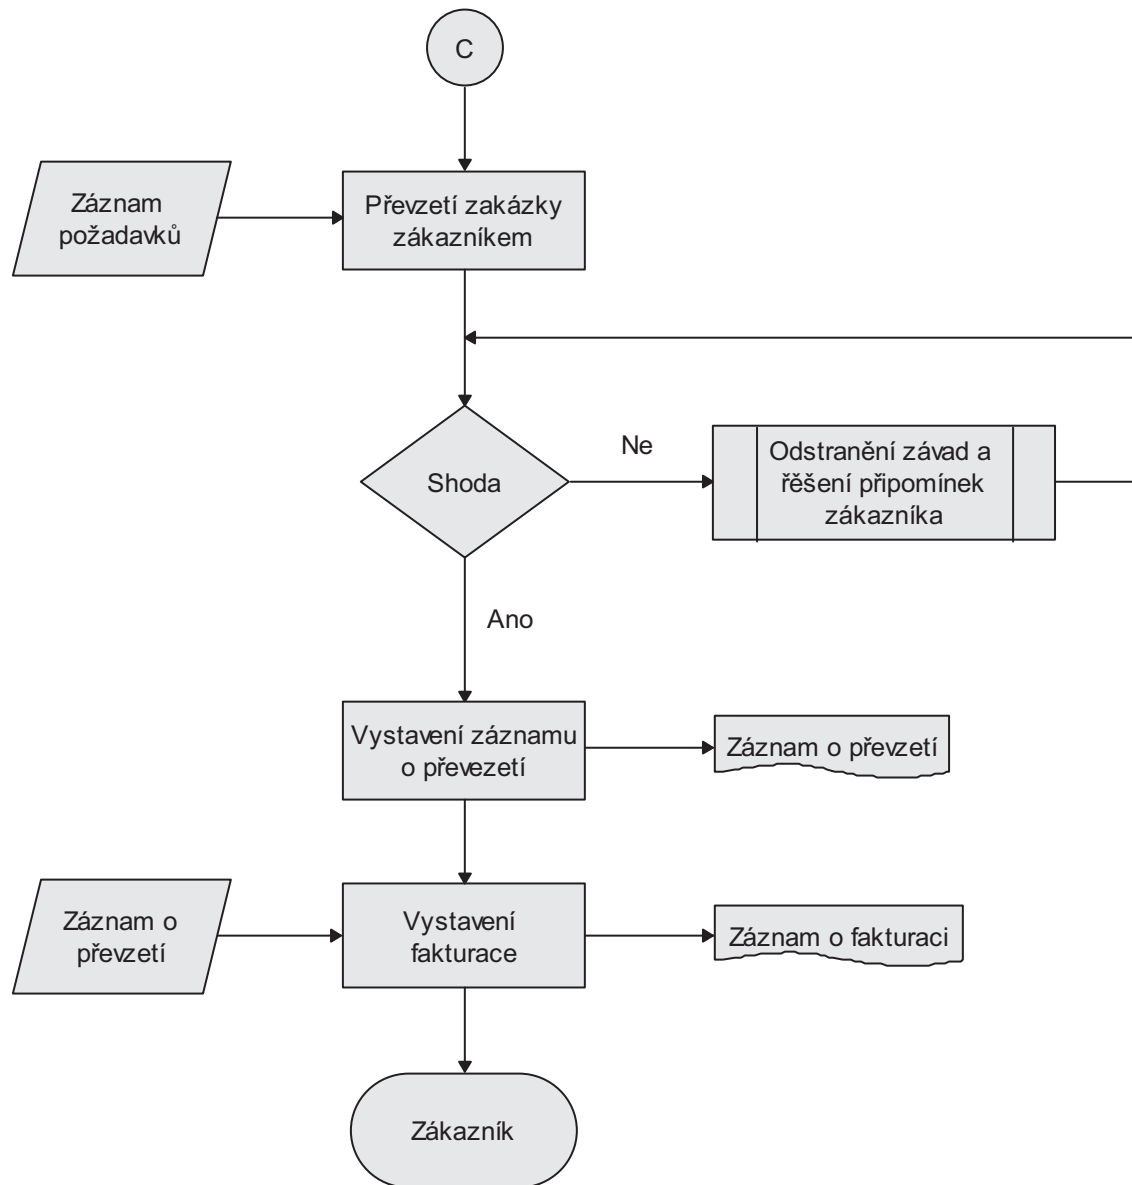 C
Záznam
požadavků
Převzetí zakázky
zákazníkem
Shoda
Ne
Odstranění závad a
řěšení připomínek
zákazníka
Ano
Vystavení záznamu
o převezetí
Záznam o převzetí
Záznam o
převzetí
Vystavení
fakturace
Záznam o fakturaci
Zákazník